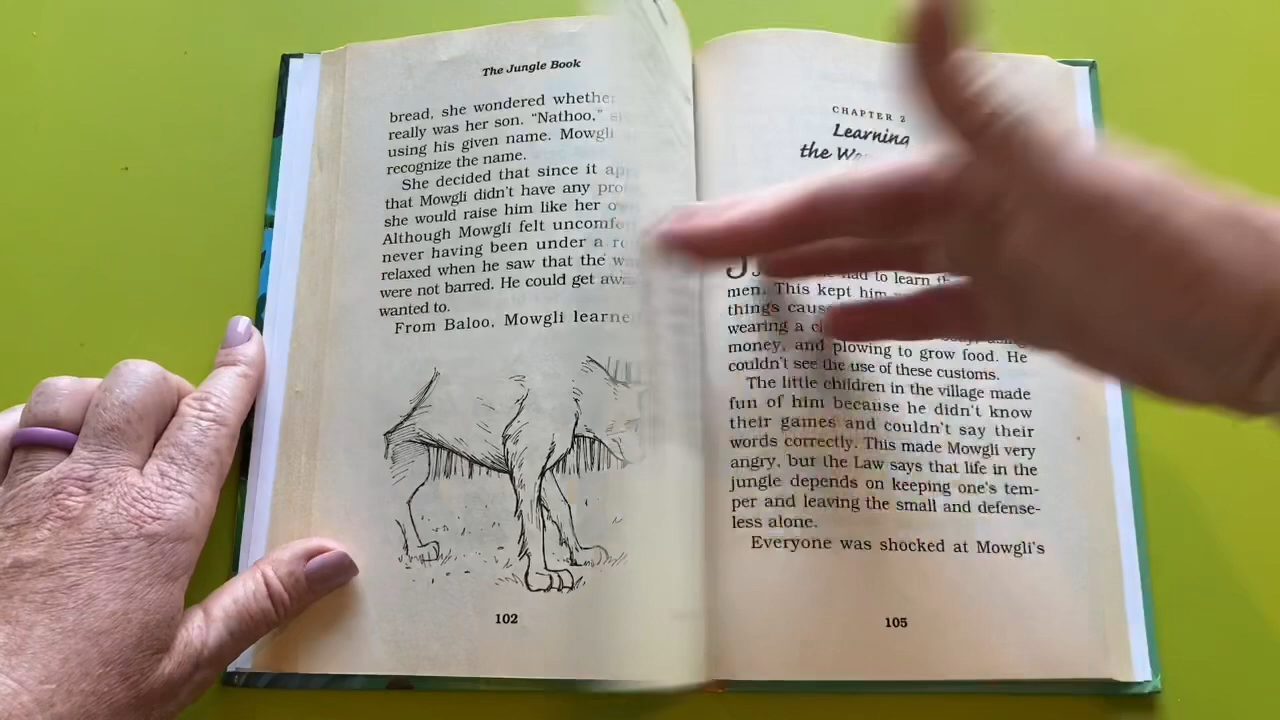 The Jungle Book
bread, she wondered whether
really was her son. “Nathoo,”
using his given name. Mowgli
recognize the name.
She decided that since it
that Mowgli didn't have any
she would raise him like her
Although Mowgli felt
never having been under a
relaxed when he saw that the
were not barred. He could get
wanted to.
From Baloo, Mowgli
102
CHAPTER 2
Learning
the
had to learn
men. This kept him
things
wearing a
money, and plowing to grow food. He
couldn't see the use of these customs.
The little children in the village made
fun of him because he didn't know
their games and couldn't say their
words correctly. This made Mowgli very
angry, but the Law says that life in the
jungle depends on keeping one's tem-
per and leaving the small and defense-
less alone.
Everyone was shocked at Mowgli's
105